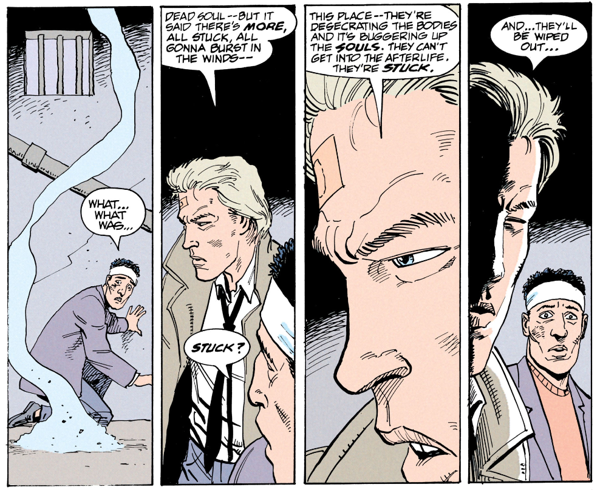 WHAT...
WHAT
WAS...
DEAD SOUL--BUT IT
SAID THERE'S MORE,
ALL STUCK, ALL
GONNA BURST IN
THE WINDS--
STUCK?
THIS PLACE--THEY'RE
DESECRATING THE BODIES
AND IT'S BUGGERING UP
THE SOULS. THEY CAN'T
GET INTO THE AFTERLIFE.
THEY'RE STUCK.
AND...THEY'LL
BE WIPED
OUT...